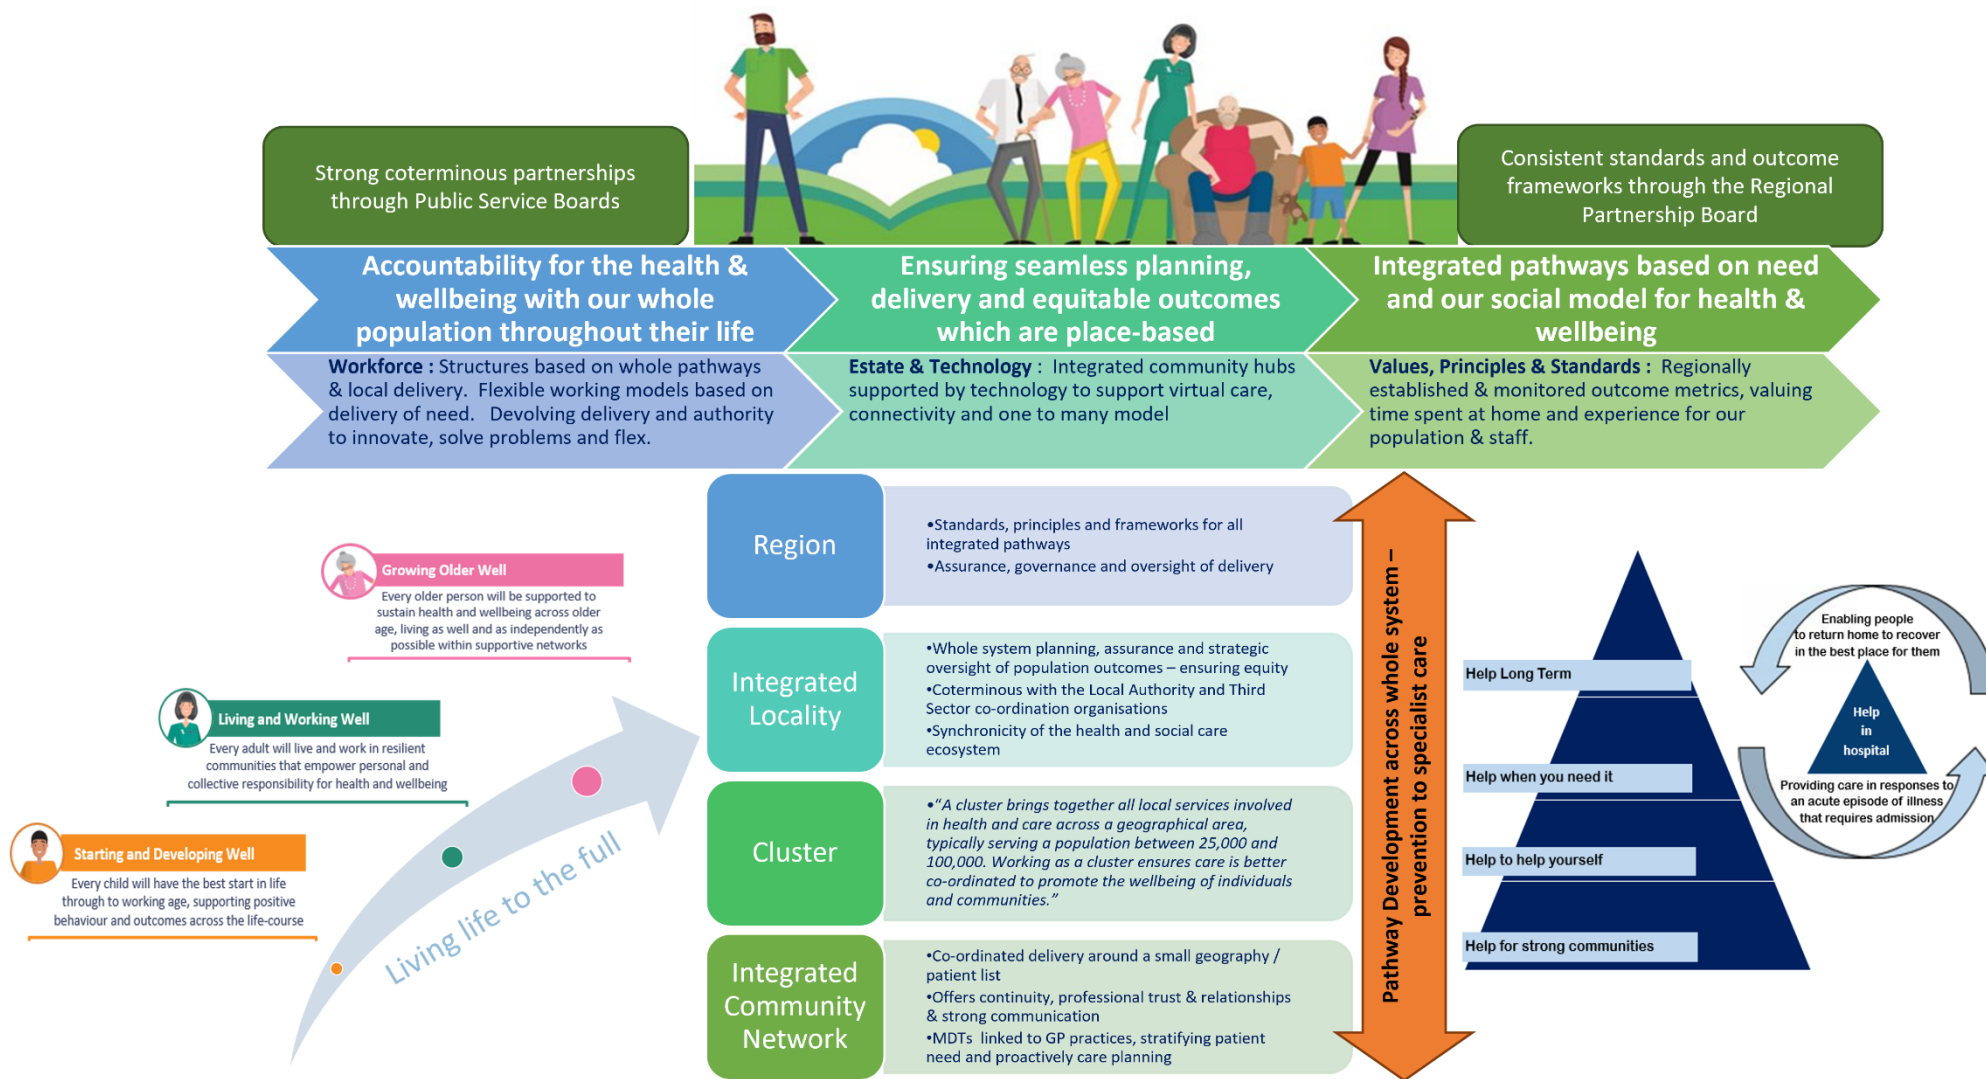 Strong coterminous partnerships
through Public Service Boards
Consistent standards and outcome
frameworks through the Regional
Partnership Board
Accountability for the health &
wellbeing with our whole
population throughout their life
Ensuring seamless planning,
delivery and equitable outcomes
which are place-based
Integrated pathways based on need
and our social model for health &
wellbeing
Workforce : Structures based on whole pathways
& local delivery. Flexible working models based on
delivery of need. Devolving delivery and authority
to innovate, solve problems and flex.
Estate & Technology : Integrated community hubs
supported by technology to support virtual care,
connectivity and one to many model
Values, Principles & Standards : Regionally
established & monitored outcome metrics, valuing
time spent at home and experience for our
population & staff.
Growing Older Well
Every older person will be supported to
sustain health and wellbeing across older
age, living as well and as independently as
possible within supportive networks
Living and Working Well
Every adult will live and work in resilient
communities that empower personal and
collective responsibility for health and wellbeing
Starting and Developing Well
Every child will have the best start in life
through to working age, supporting positive
behaviour and outcomes across the life-course
Living life to the full
Region
•Standards, principles and frameworks for all
integrated pathways
•Assurance, governance and oversight of delivery
Integrated
Locality
•Whole system planning, assurance and strategic
oversight of population outcomes – ensuring equity
•Coterminous with the Local Authority and Third
Sector co-ordination organisations
•Synchronicity of the health and social care
ecosystem
Cluster
•“A cluster brings together all local services involved
in health and care across a geographical area,
typically serving a population between 25,000 and
100,000. Working as a cluster ensures care is better
co-ordinated to promote the wellbeing of individuals
and communities.”
Integrated
Community
Network
•Co-ordinated delivery around a small geography /
patient list
•Offers continuity, professional trust & relationships
& strong communication
•MDTs linked to GP practices, stratifying patient
need and proactively care planning
Pathway Development across whole system –
prevention to specialist care
Help Long Term
Help when you need it
Help to help yourself
Help for strong communities
Enabling people
to return home to recover
in the best place for them
Help
in
hospital
Providing care in responses to
an acute episode of illness
that requires admission